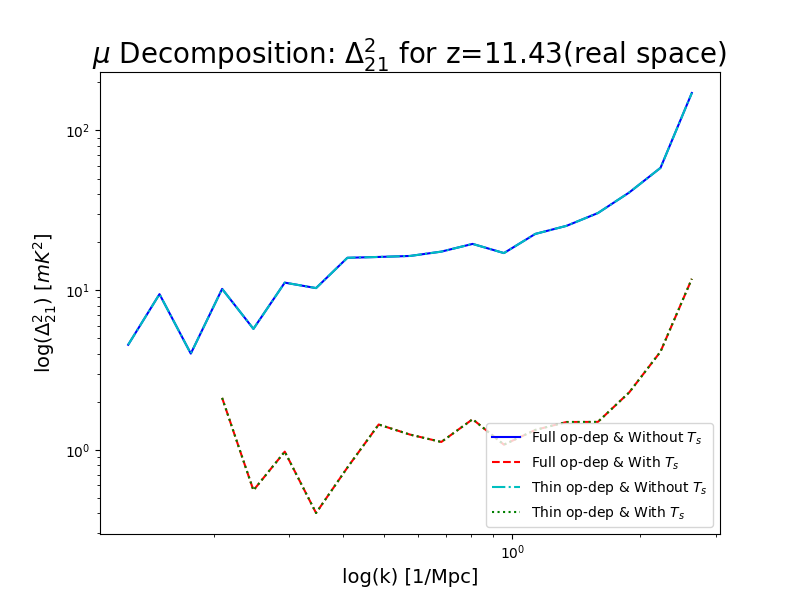 μ Decomposition: Δ²₂₁ for z=11.43(real space)
log(Δ²₂₁) [mK²]
10²
10¹
10⁰
10⁰
log(k) [1/Mpc]
Full op-dep & Without Tₛ
Full op-dep & With Tₛ
Thin op-dep & Without Tₛ
Thin op-dep & With Tₛ